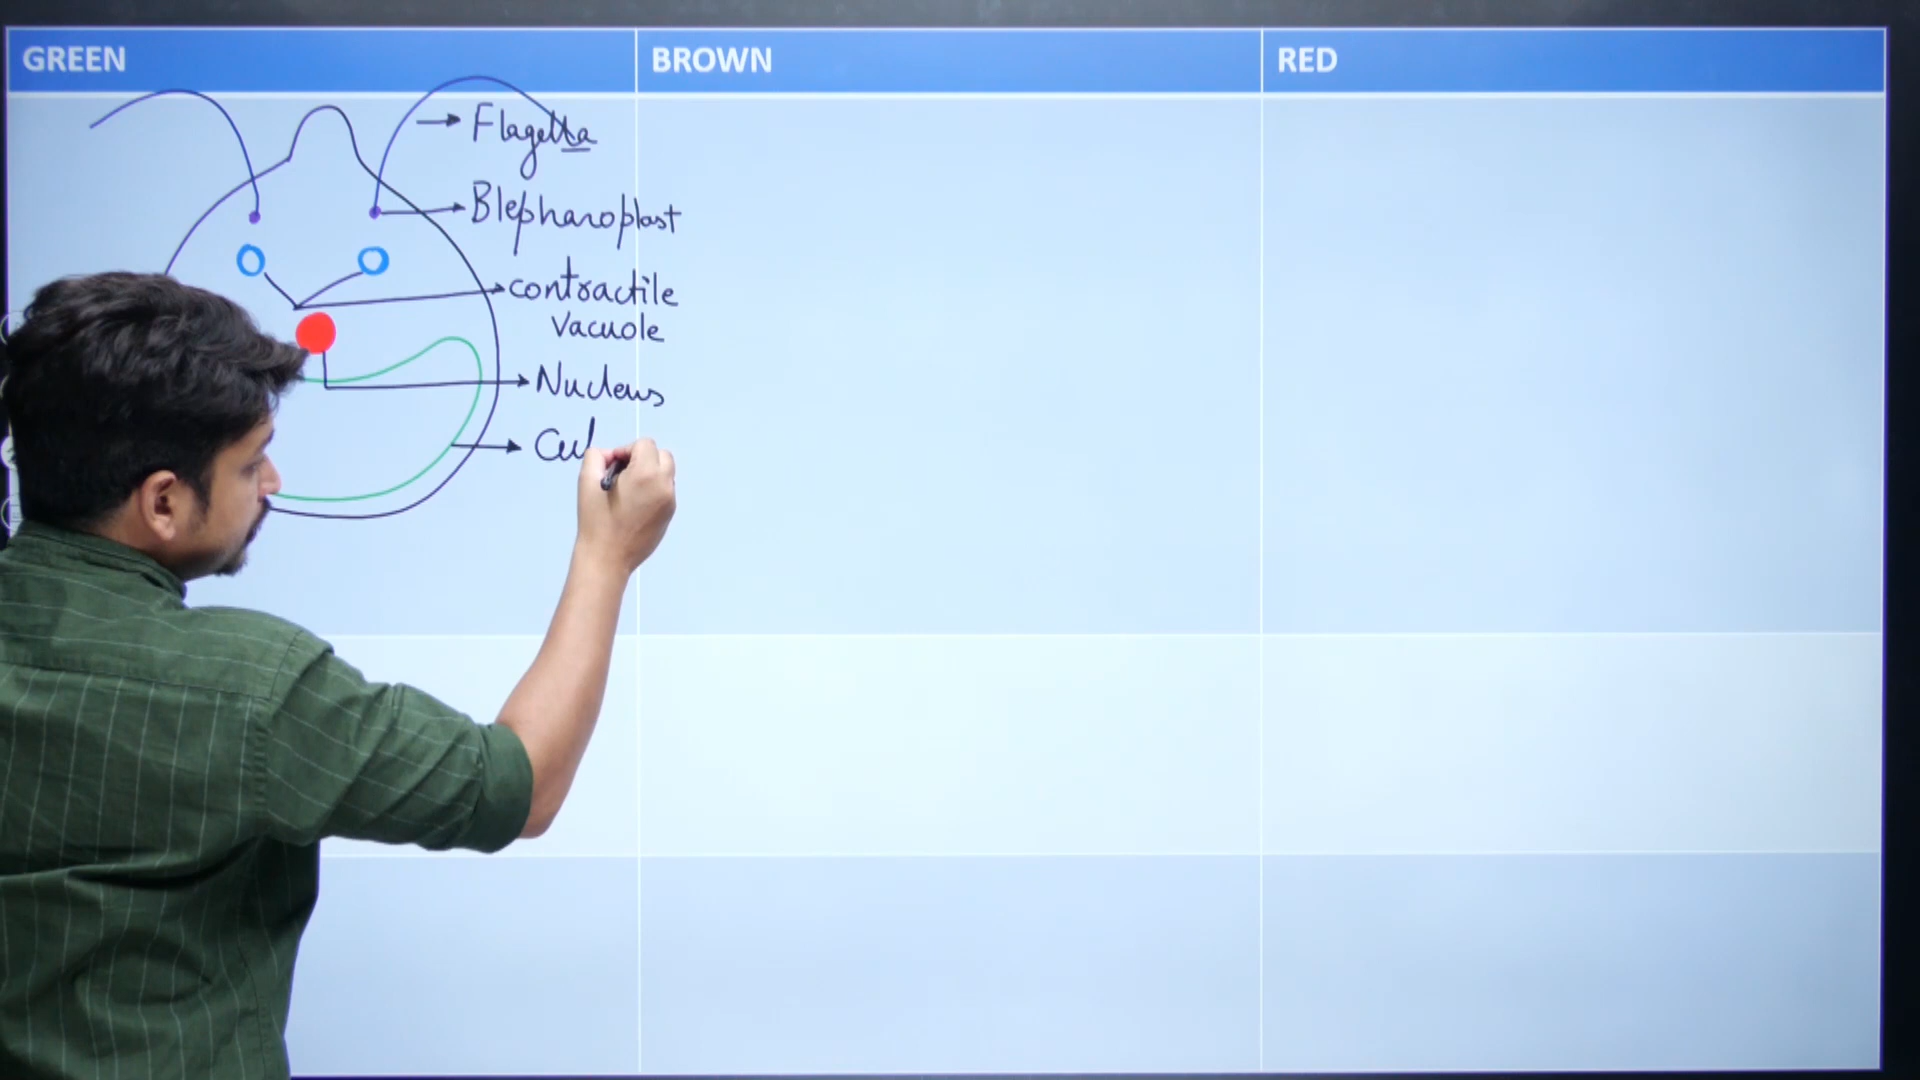 GREEN BROWN RED
Flagella
Blepharoplast
contractile
Vacuole
Nucleus